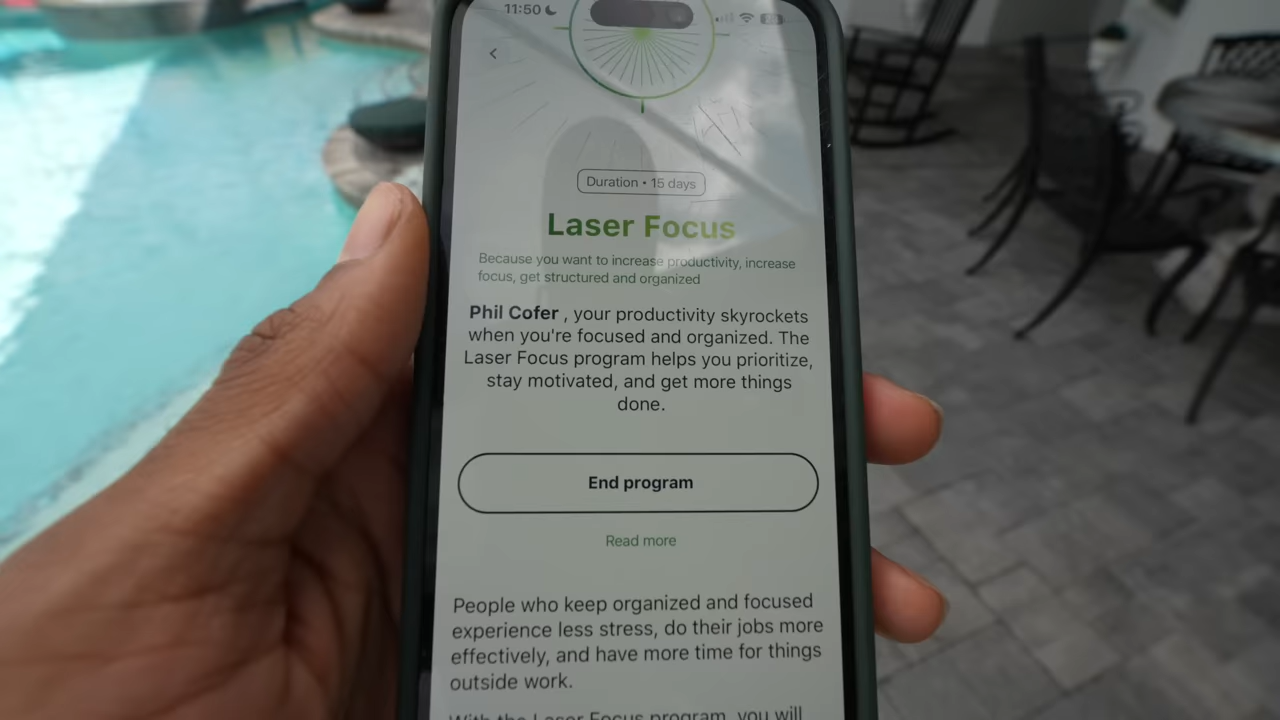 11:50
Duration • 15 days
Laser Focus
Because you want to increase productivity, increase
focus, get structured and organized
Phil Cofer , your productivity skyrockets
when you're focused and organized. The
Laser Focus program helps you prioritize,
stay motivated, and get more things
done.
End program
Read more
People who keep organized and focused
experience less stress, do their jobs more
effectively, and have more time for things
outside work.
With the Laser Focus program, you will